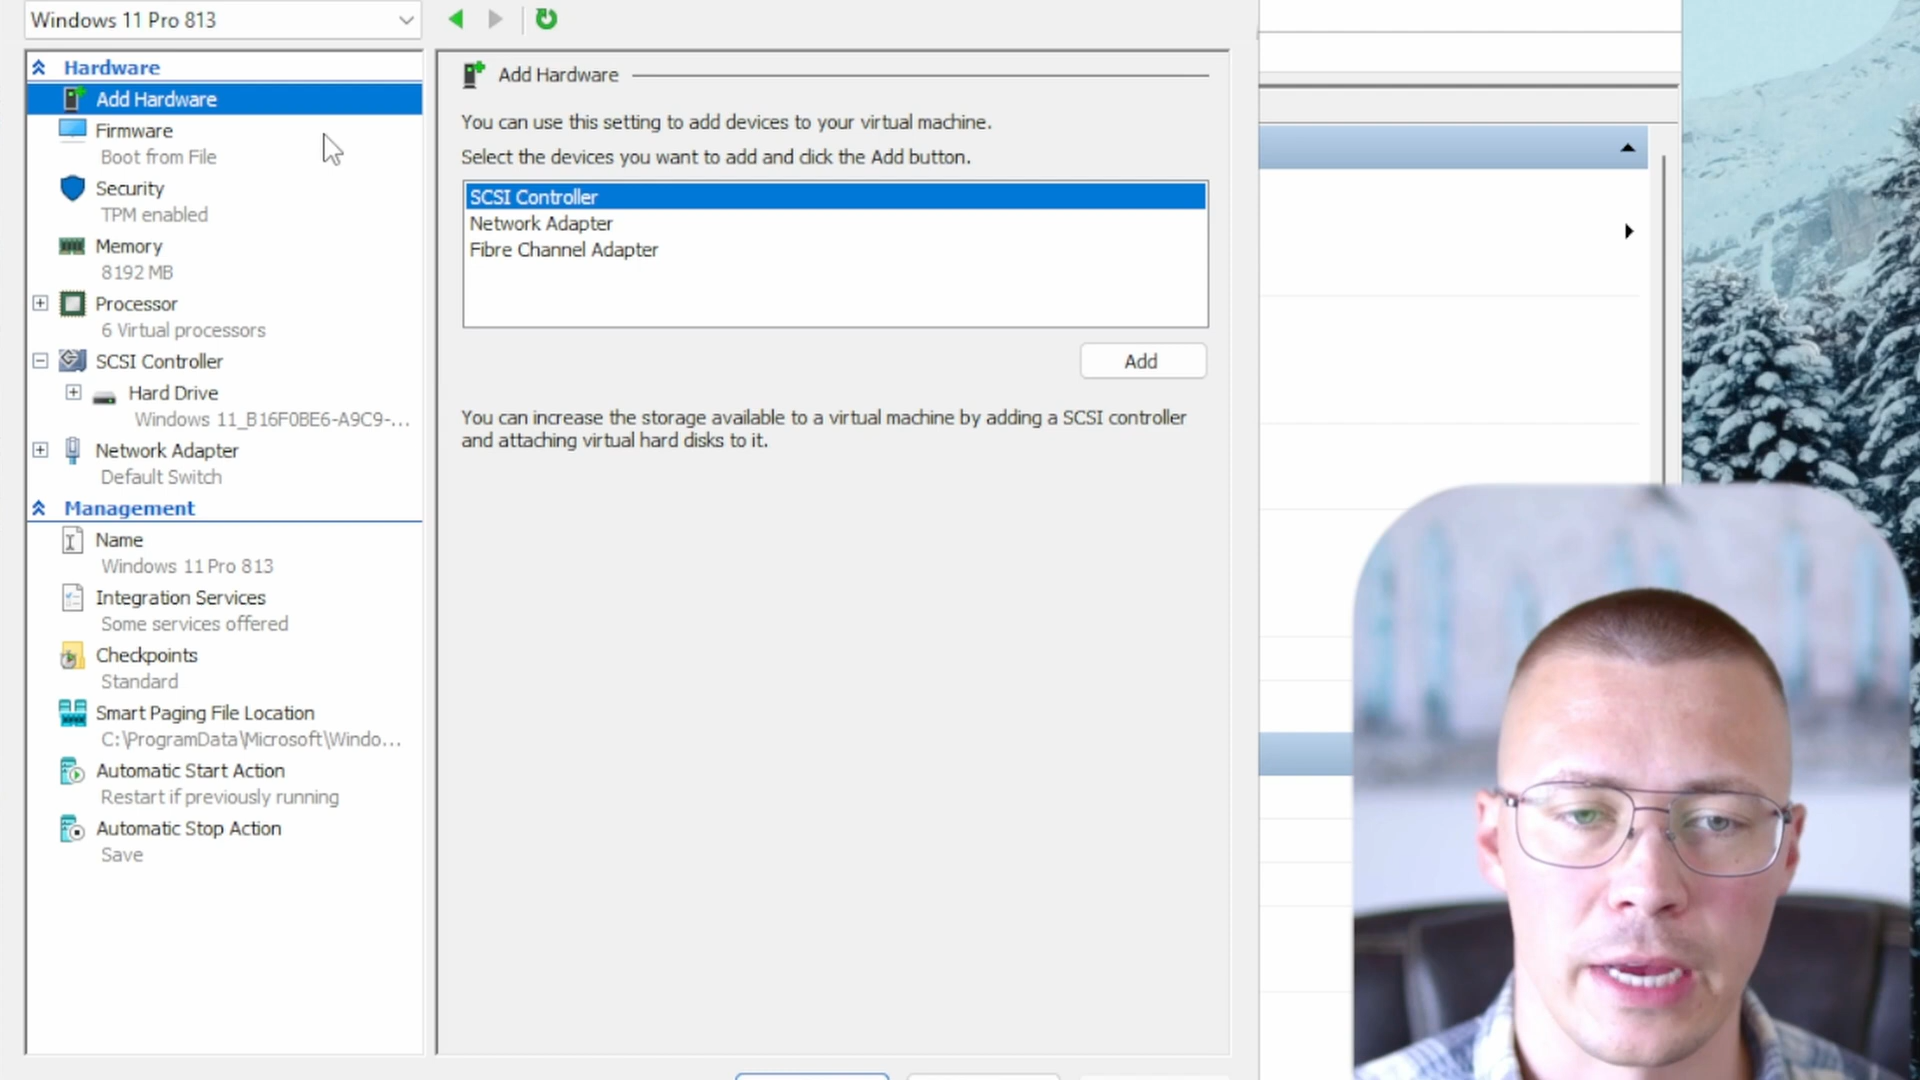 Windows 11 Pro 813
Hardware
Add Hardware
Firmware
Boot from File
Security
TPM enabled
Memory
8192 MB
Processor
6 Virtual processors
SCSI Controller
Hard Drive
Windows 11_B16F0BE6-A9C9-...
Network Adapter
Default Switch
Management
Name
Windows 11 Pro 813
Integration Services
Some services offered
Checkpoints
Standard
Smart Paging File Location
C:\ProgramData\Microsoft\Windo...
Automatic Start Action
Restart if previously running
Automatic Stop Action
Save
Add Hardware
You can use this setting to add devices to your virtual machine.
Select the devices you want to add and click the Add button.
SCSI Controller
Network Adapter
Fibre Channel Adapter
Add
You can increase the storage available to a virtual machine by adding a SCSI controller
and attaching virtual hard disks to it.